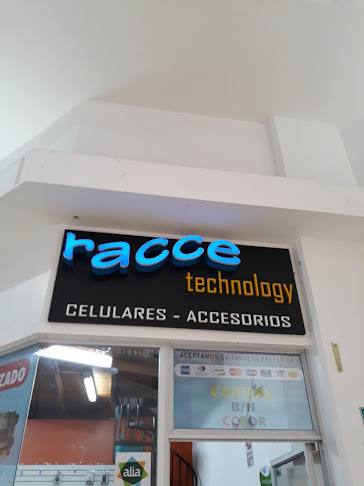 racce
technology
CELULARES - ACCESORIOS
ACEPTAMOS SU TARJETA PREFERIDA
COPIAS
B/N
COLOR
ZADO
alia